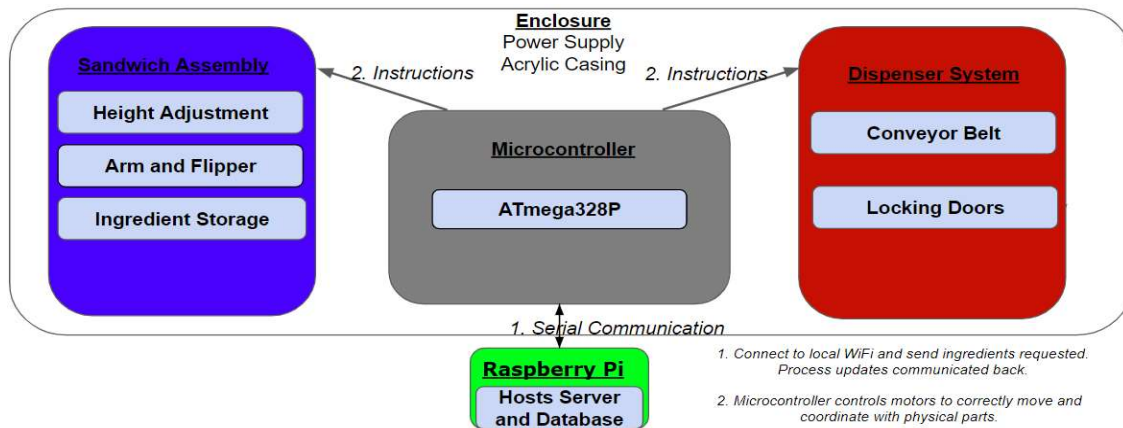 Enclosure
Power Supply
Acrylic Casing
Sandwich Assembly
Height Adjustment
Arm and Flipper
Ingredient Storage
2. Instructions
2. Instructions
Microcontroller
ATmega328P
Dispenser System
Conveyor Belt
Locking Doors
1. Serial Communication
Raspberry Pi
Hosts Server
and Database
1. Connect to local WiFi and send ingredients requested.
Process updates communicated back.
2. Microcontroller controls motors to correctly move and
coordinate with physical parts.